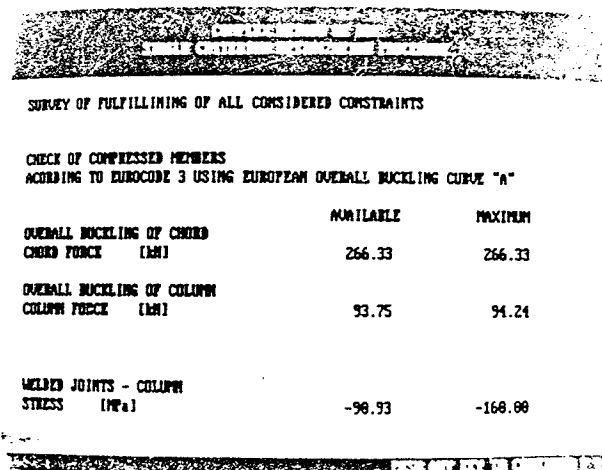 SURVEY OF FULFILLIMING OF ALL CONSIDERED CONSTRAINTS
CHECK OF COMPRESSED MEMBERS
ACORDING TO EUROCODE 3 USING EUROPEAN OVERALL BUCKLING CURVE "A"
AVAILABLE MAXIMUM
OVERALL BUCKLING OF CHORD
CHORD FORCE [kN] 266.33 266.33
OVERALL BUCKLING OF COLUMN
COLUMN FORCE [kN] 93.75 94.24
WELDED JOINTS - COLUMN
STRESS [MPa] -90.93 -160.00